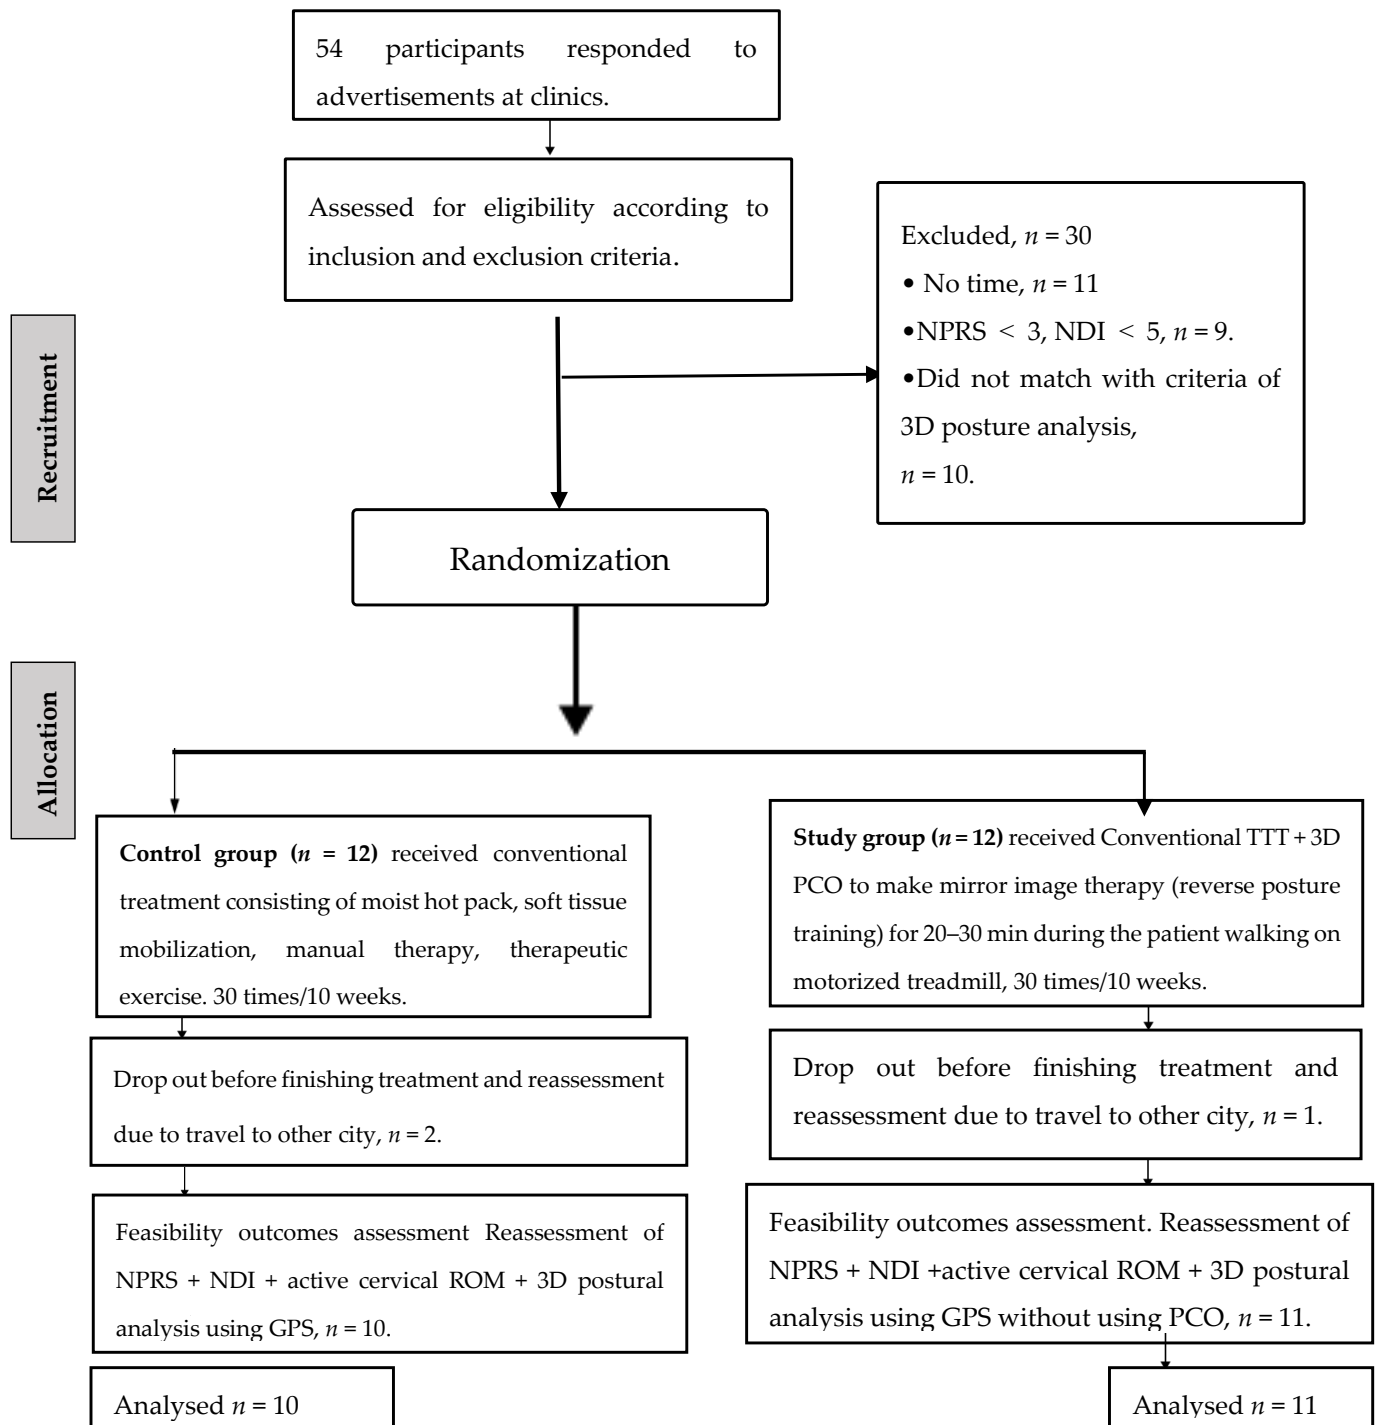 54 participants responded to
advertisements at clinics.
Assessed for eligibility according to
inclusion and exclusion criteria.
Excluded, n = 30
• No time, n = 11
•NPRS < 3, NDI < 5, n = 9.
•Did not match with criteria of
3D posture analysis,
n = 10.
Recruitment
Randomization
Allocation
Control group (n = 12) received conventional
treatment consisting of moist hot pack, soft tissue
mobilization, manual therapy, therapeutic
exercise. 30 times/10 weeks.
Study group (n = 12) received Conventional TTT + 3D
PCO to make mirror image therapy (reverse posture
training) for 20–30 min during the patient walking on
motorized treadmill, 30 times/10 weeks.
Drop out before finishing treatment and reassessment
due to travel to other city, n = 2.
Drop out before finishing treatment and
reassessment due to travel to other city, n = 1.
Feasibility outcomes assessment Reassessment of
NPRS + NDI + active cervical ROM + 3D postural
analysis using GPS, n = 10.
Feasibility outcomes assessment. Reassessment of
NPRS + NDI +active cervical ROM + 3D postural
analysis using GPS without using PCO, n = 11.
Analysed n = 10
Analysed n = 11